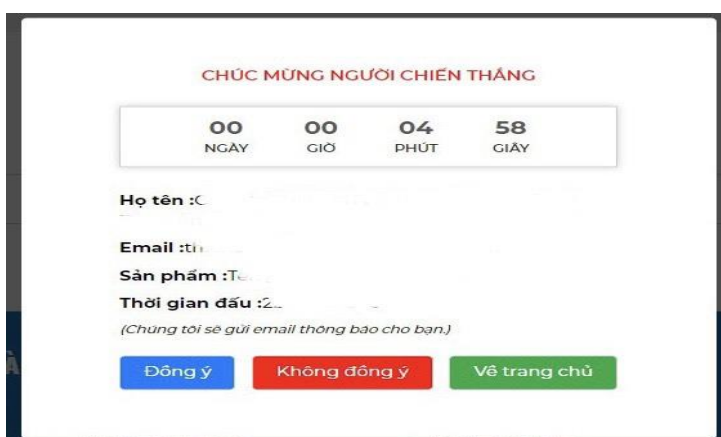 CHÚC MỪNG NGƯỜI CHIẾN THẮNG
00 00 04 58
NGÀY GIỜ PHÚT GIÂY
Họ tên :
Email :
Sản phẩm :
Thời gian đấu :
(Chúng tôi sẽ gửi email thông báo cho bạn.)
Đồng ý Không đồng ý Về trang chủ